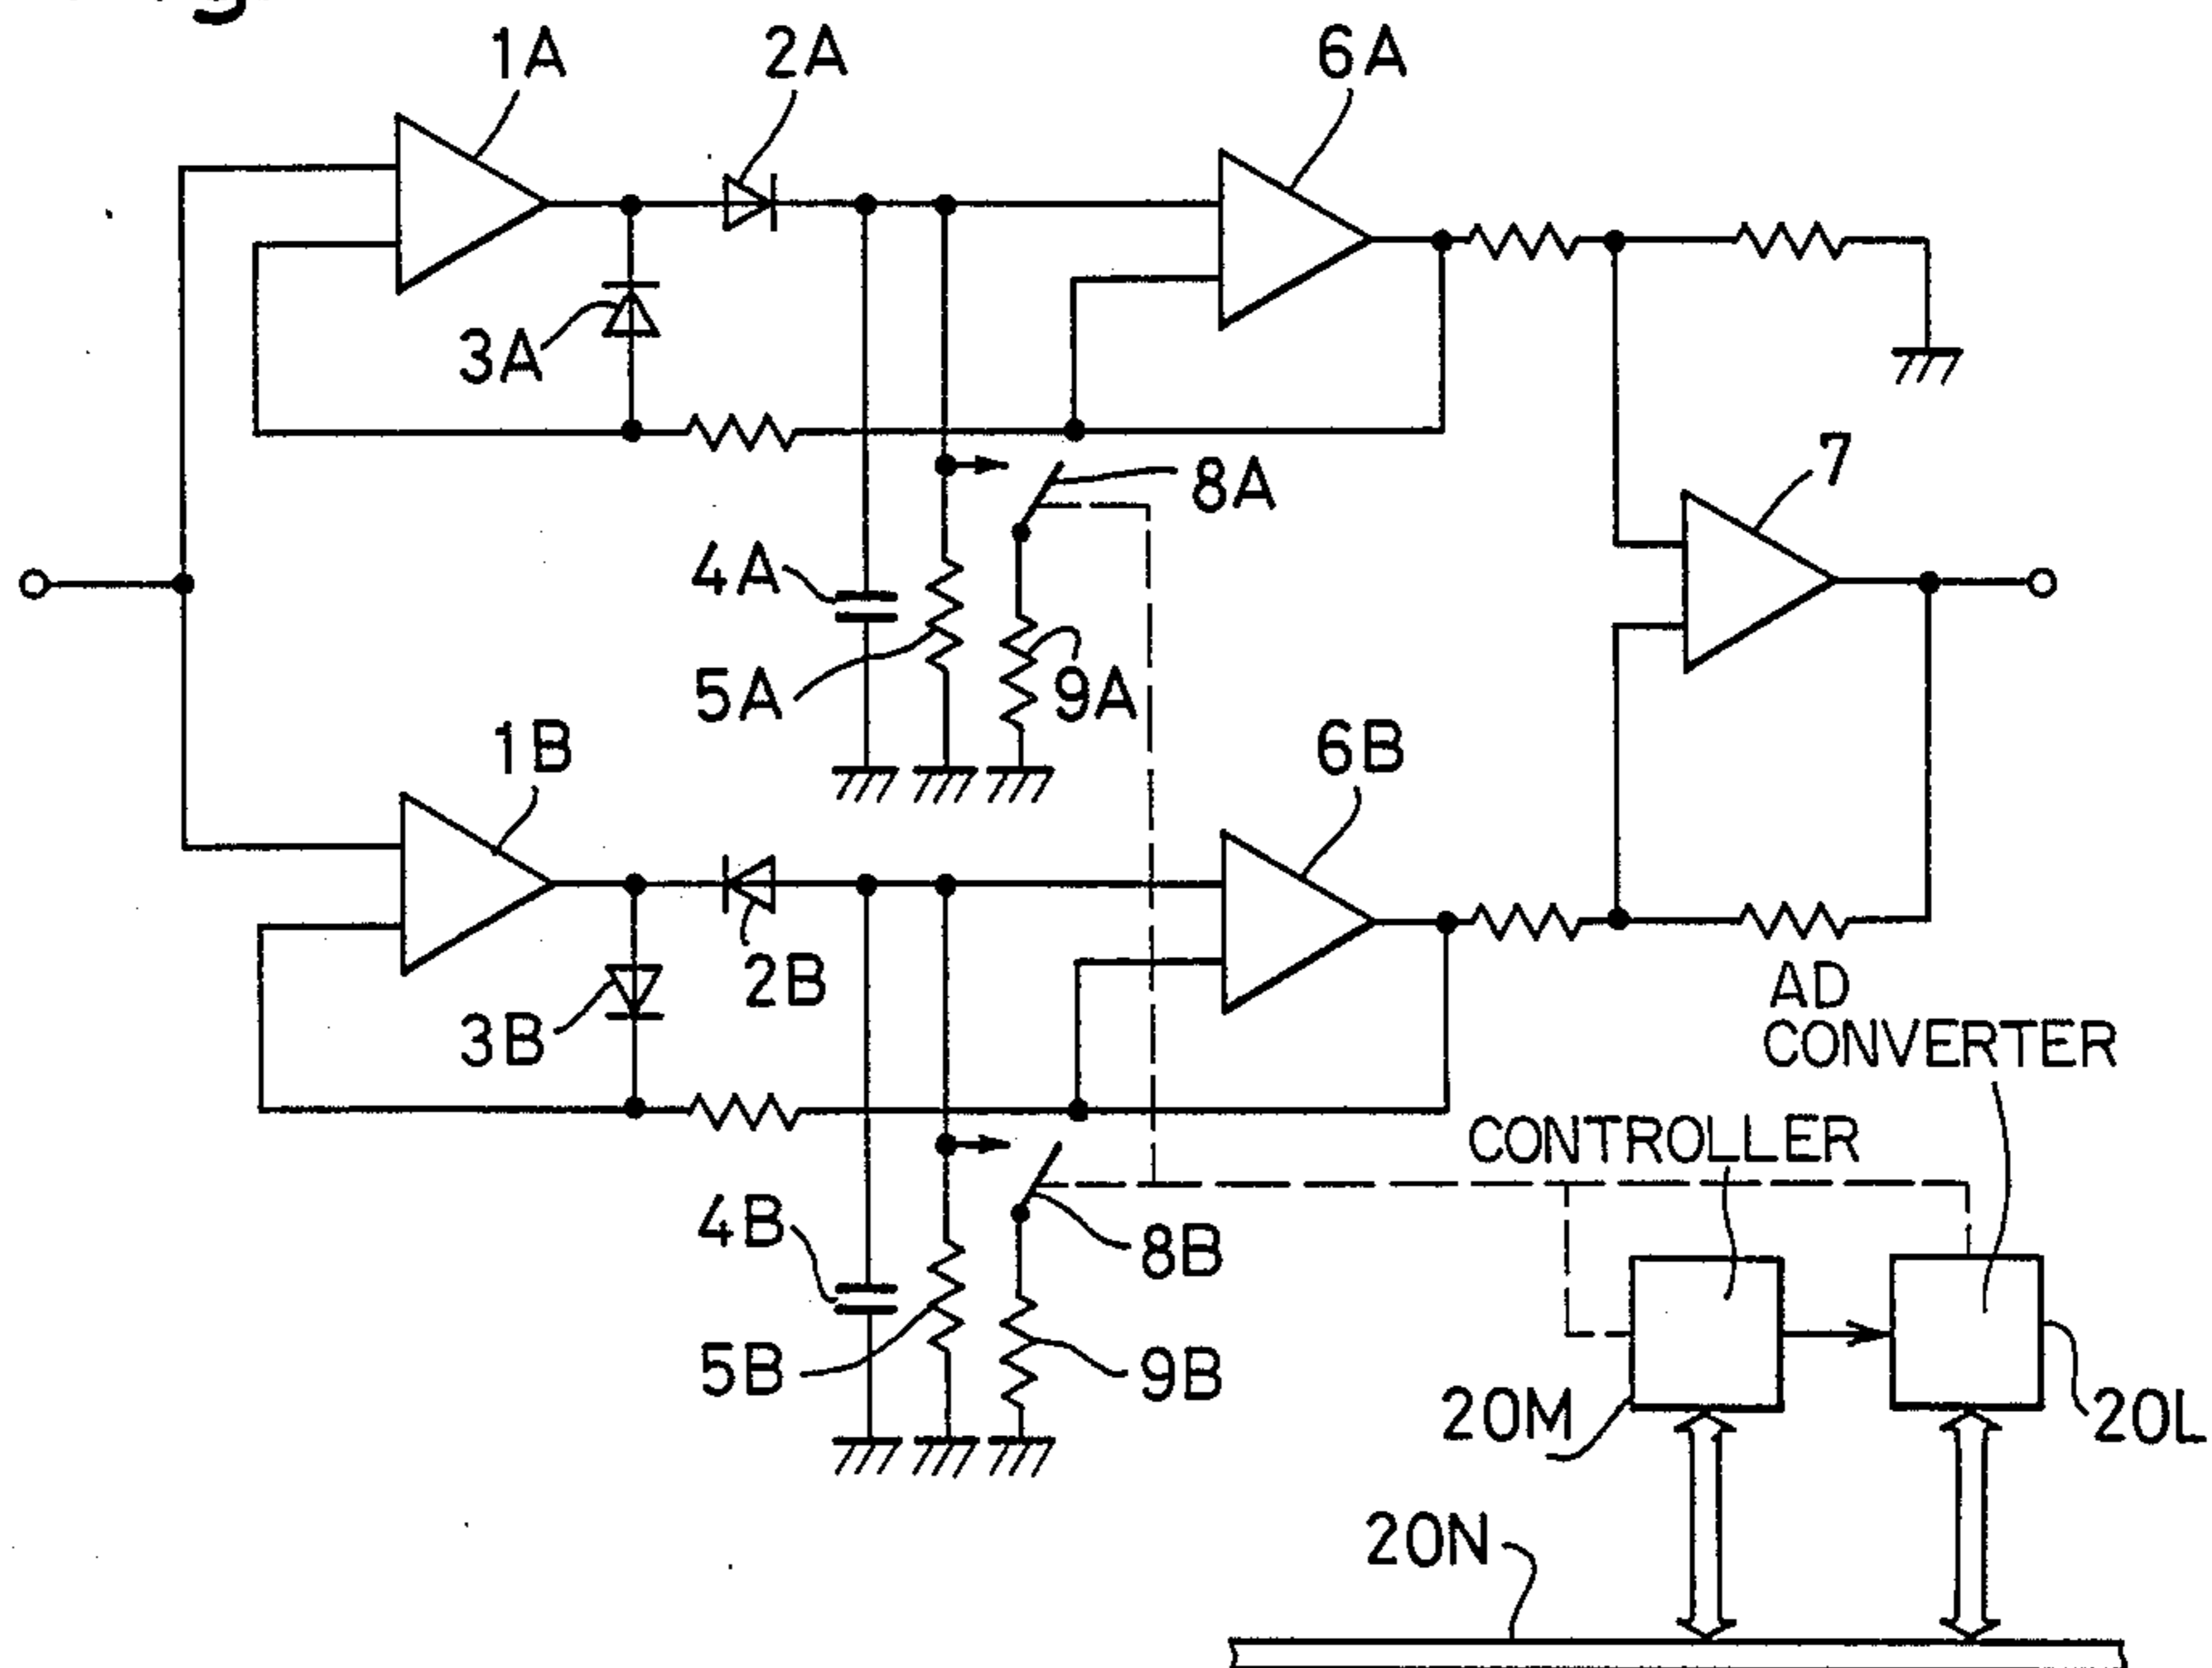 1A 2A 6A
3A
8A
7
4A
5A 9A
1B 6B
2B
3B
AD
CONVERTER
CONTROLLER
4B
8B
5B 9B
20M 20L
20N